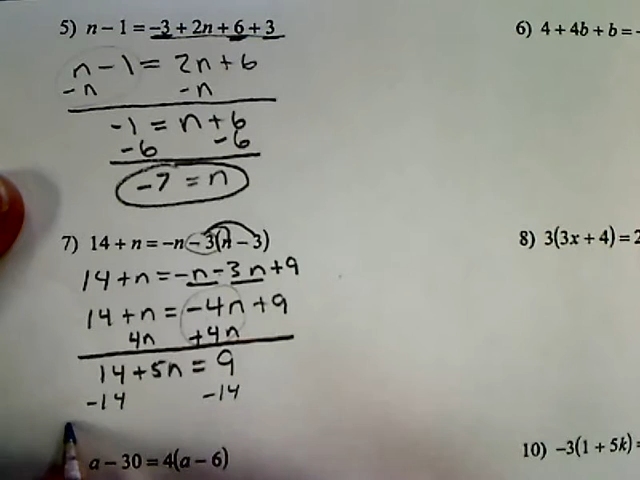 5) n − 1 = −3 + 2n + 6 + 3
n − 1 = 2n + 6
−n −n
−1 = n + 6
−6 −6
−7 = n
6) 4 + 4b + b = -
7) 14 + n = −n − 3(n − 3)
14 + n = −n − 3n + 9
14 + n = −4n + 9
4n +4n
14 + 5n = 9
−14 −14
8) 3(3x + 4) = 2
a − 30 = 4(a − 6)
10) −3(1 + 5k) =